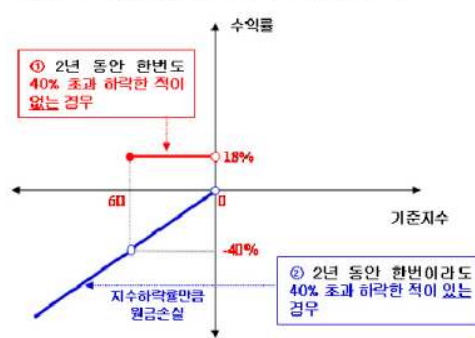 수익률
① 2년 동안 한번도
40% 초과 하락한 적이
없는 경우
18%
60
0
기준지수
-40%
② 2년 동안 한번이라도
40% 초과 하락한 적이 있는
경우
지수하락률만큼
원금손실